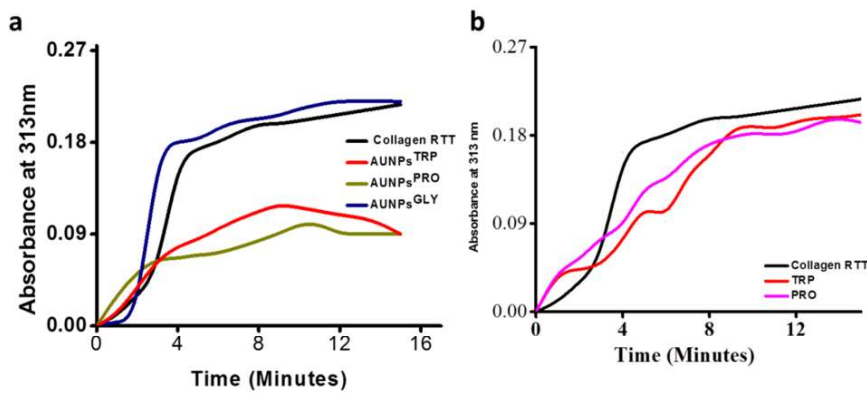 a
Absorbance at 313nm
0.27
0.18
0.09
0.00
0
4
8
12
16
Time (Minutes)
Collagen RTT
AUNPsTRP
AUNPsPRO
AUNPsGLY
b
Absorbance at 313 nm
0.27
0.18
0.09
0.00
0
4
8
12
Time (Minutes)
Collagen RTT
TRP
PRO